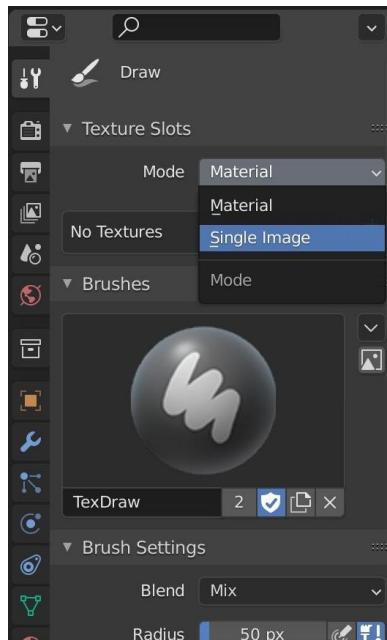 Draw
Texture Slots
Mode Material
Material
Single Image
No Textures
Mode
Brushes
TexDraw 2
Brush Settings
Blend Mix
Radius 50 px